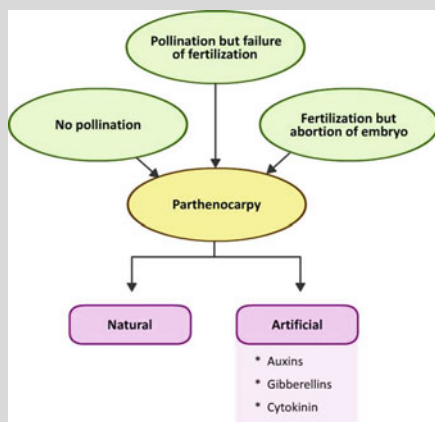 Pollination but failure
of fertilization
No pollination
Fertilization but
abortion of embryo
Parthenocarpy
Natural
Artificial
* Auxins
* Gibberellins
* Cytokinin